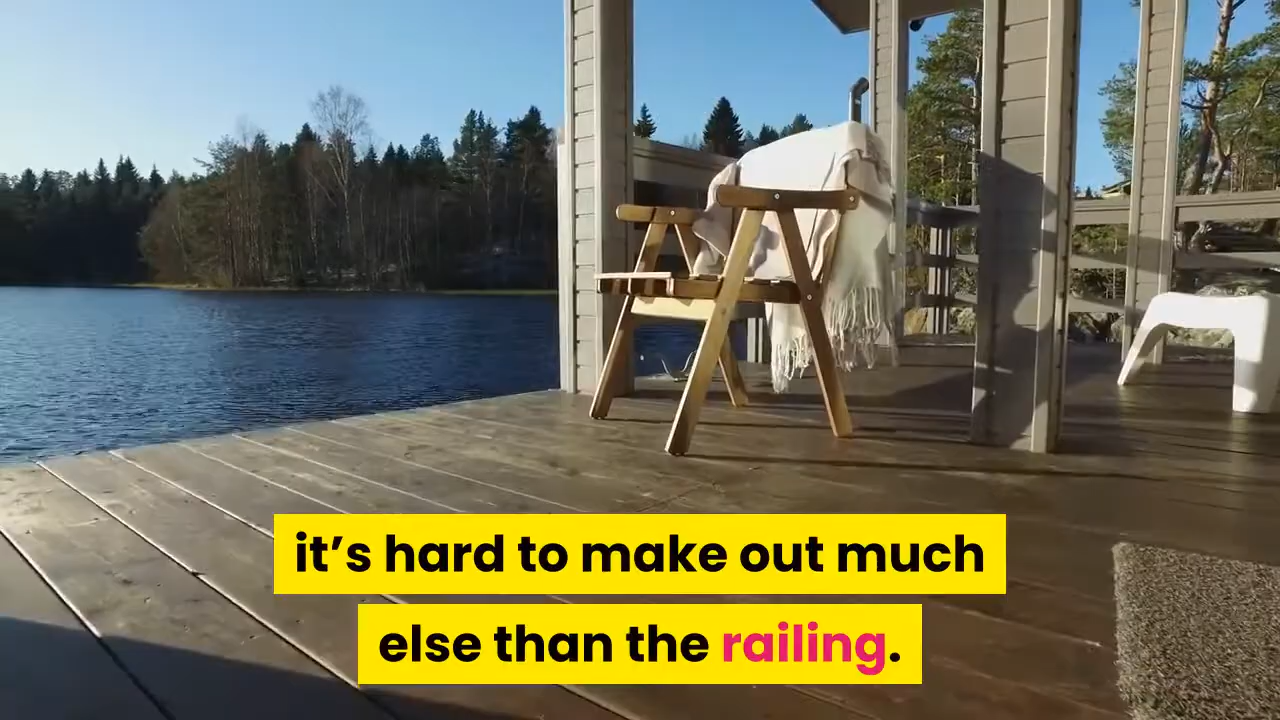 it’s hard to make out much
else than the railing.